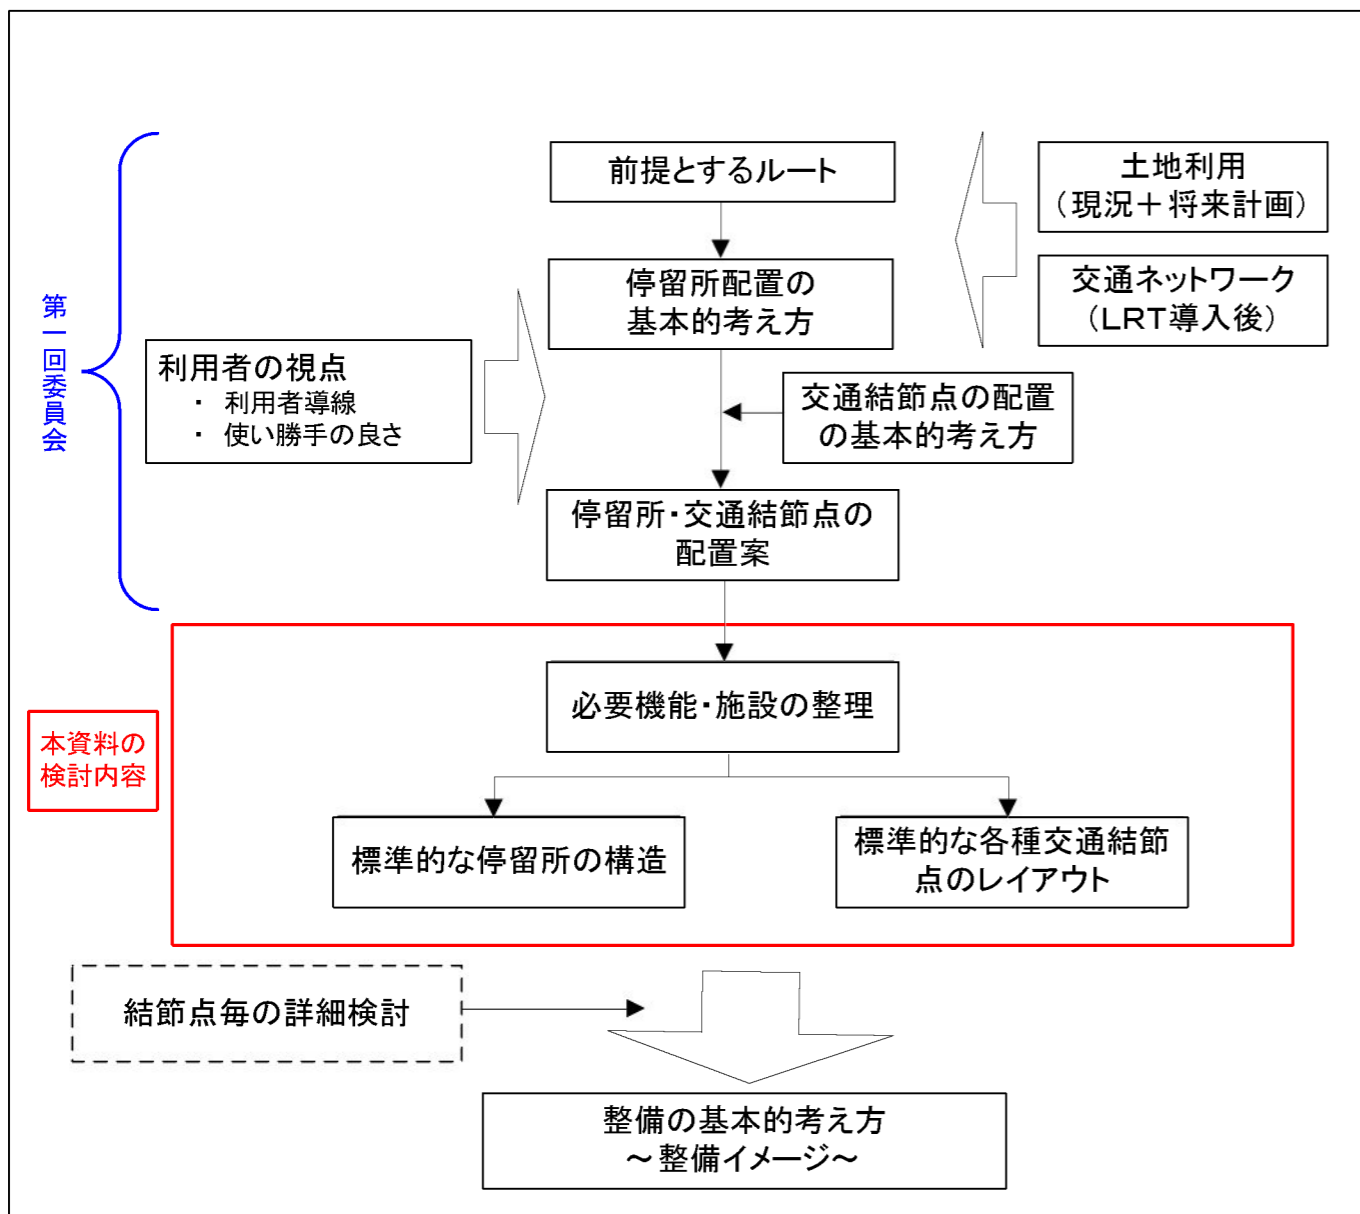 前提とするルート
土地利用
（現況＋将来計画）
停留所配置の
基本的考え方
交通ネットワーク
（ＬＲＴ導入後）
第一回委員会
利用者の視点
・ 利用者導線
・ 使い勝手の良さ
交通結節点の配置
の基本的考え方
停留所・交通結節点の
配置案
本資料の
検討内容
必要機能・施設の整理
標準的な停留所の構造
標準的な各種交通結節
点のレイアウト
結節点毎の詳細検討
整備の基本的考え方
～整備イメージ～